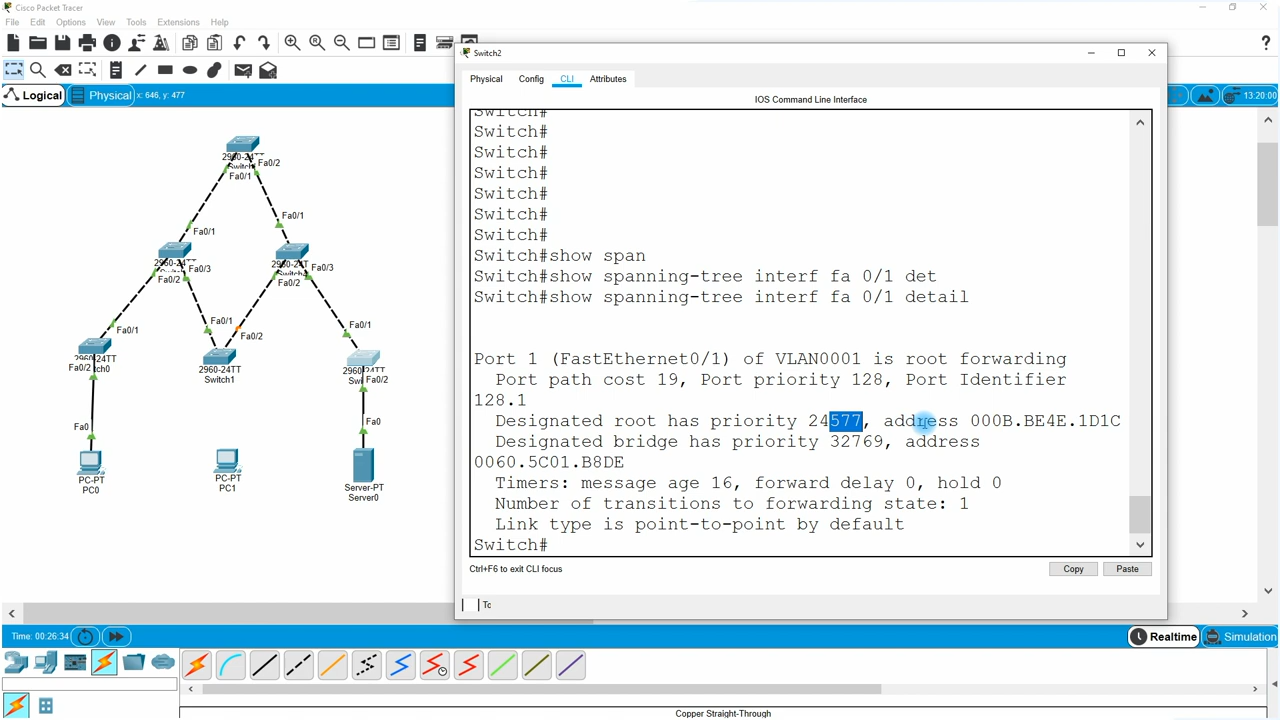 Cisco Packet Tracer
File Edit Options View Tools Extensions Help
Logical Physical x: 646, y: 477
13:20:00
2960-24TT
Fa0/2
Fa0/1
Fa0/1
Fa0/1
Fa0/3
Fa0/2
Fa0/3
Fa0/2
Fa0/1
Fa0/1
Fa0/2
Fa0/1
Fa0/2
2960-24TT
Switch1
Fa0/2
Fa0
Fa0
PC-PT
PC0
PC-PT
PC1
Server-PT
Server0
Switch2
Physical Config CLI Attributes
IOS Command Line Interface
Switch#
Switch#
Switch#
Switch#
Switch#
Switch#
Switch#
Switch#show span
Switch#show spanning-tree interf fa 0/1 det
Switch#show spanning-tree interf fa 0/1 detail
Port 1 (FastEthernet0/1) of VLAN0001 is root forwarding
Port path cost 19, Port priority 128, Port Identifier
128.1
Designated root has priority 24577, address 000B.BE4E.1D1C
Designated bridge has priority 32769, address
0060.5C01.B8DE
Timers: message age 16, forward delay 0, hold 0
Number of transitions to forwarding state: 1
Link type is point-to-point by default
Switch#
Ctrl+F6 to exit CLI focus
Copy Paste
Time: 00:26:34
Realtime Simulation
Copper Straight-Through